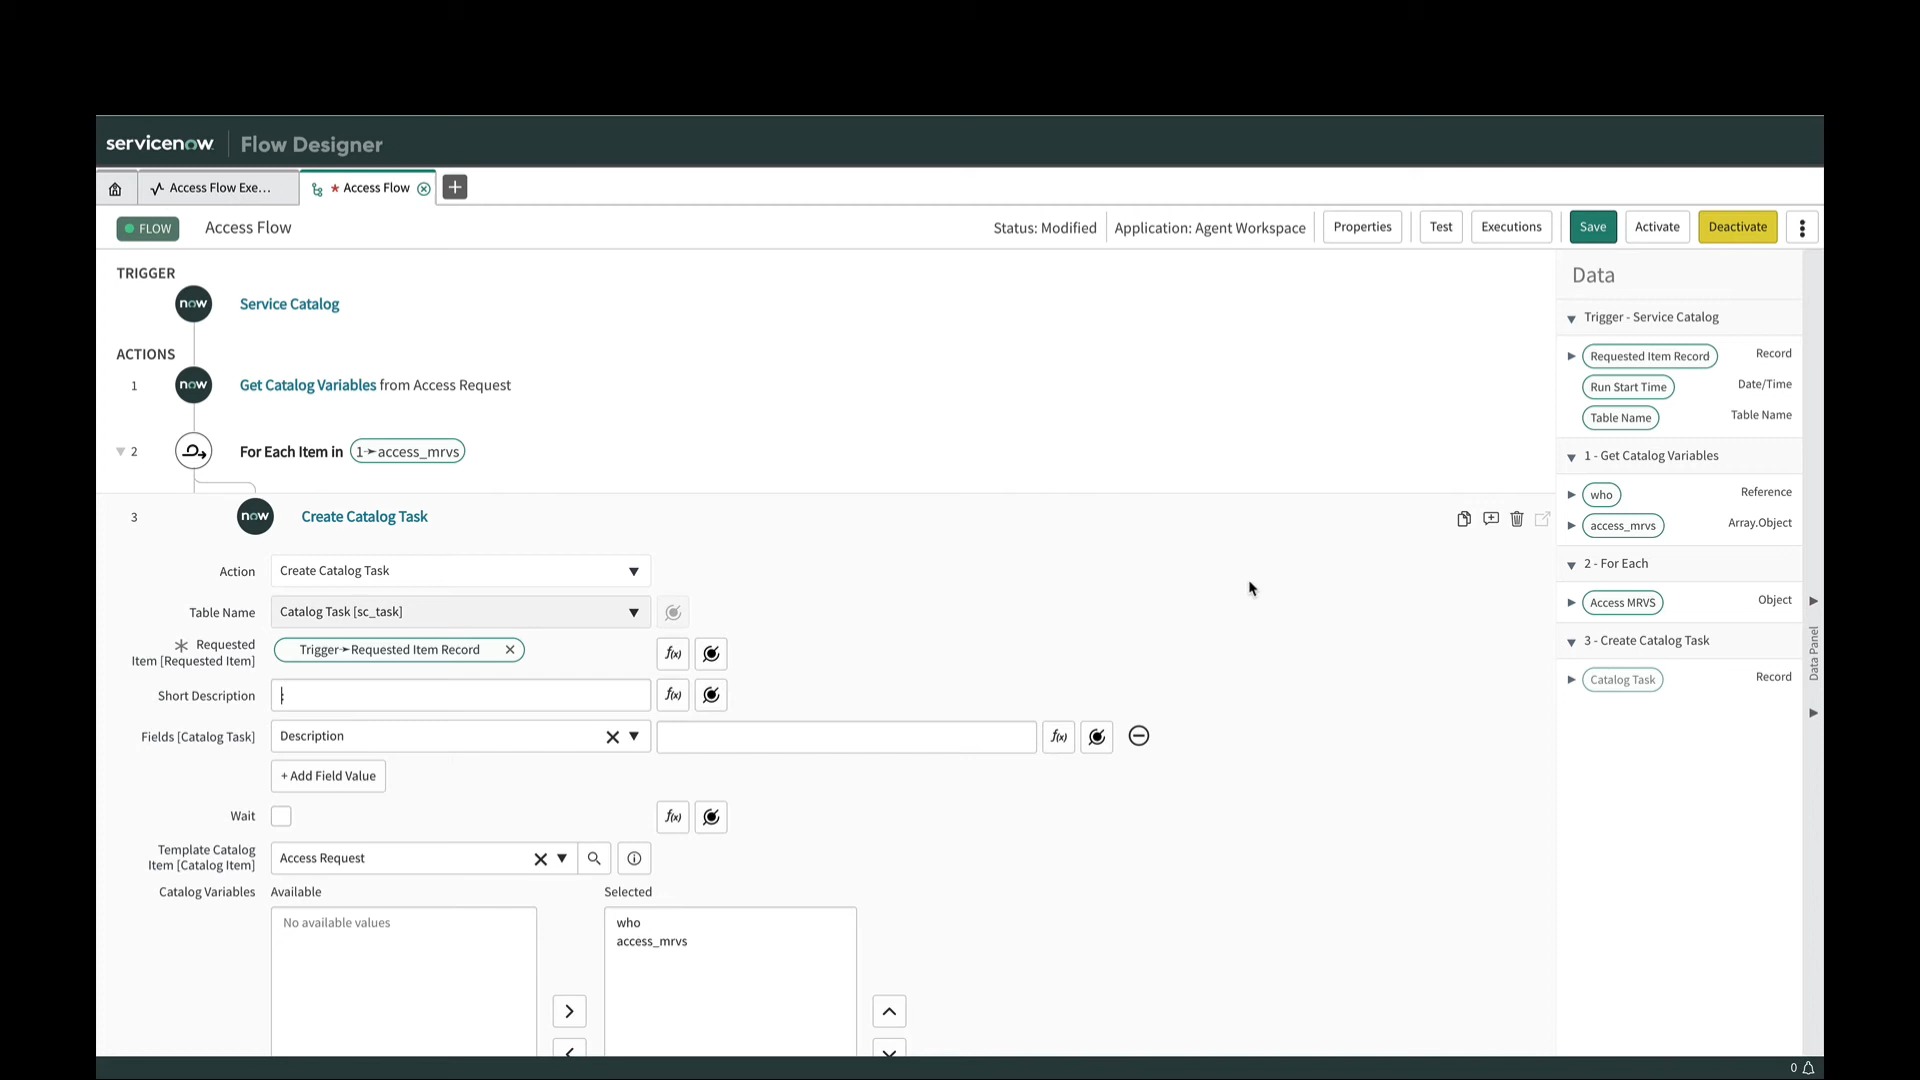 servicenow. Flow Designer
Access Flow Exe...
* Access Flow
FLOW Access Flow
Status: Modified
Application: Agent Workspace
Properties
Test
Executions
Save
Activate
Deactivate
TRIGGER
now Service Catalog
ACTIONS
1 now Get Catalog Variables from Access Request
2 For Each Item in 1➛access_mrvs
3 now Create Catalog Task
Action Create Catalog Task
Table Name Catalog Task [sc_task]
Requested
Item [Requested Item]
Trigger➛Requested Item Record
f(x)
Short Description :
f(x)
Fields [Catalog Task] Description
f(x)
+ Add Field Value
Wait
f(x)
Template Catalog
Item [Catalog Item]
Access Request
Catalog Variables Available Selected
No available values
who
access_mrvs
Data
Trigger - Service Catalog
Requested Item Record Record
Run Start Time Date/Time
Table Name Table Name
1 - Get Catalog Variables
who Reference
access_mrvs Array.Object
2 - For Each
Access MRVS Object
3 - Create Catalog Task
Catalog Task Record
Data Panel
0